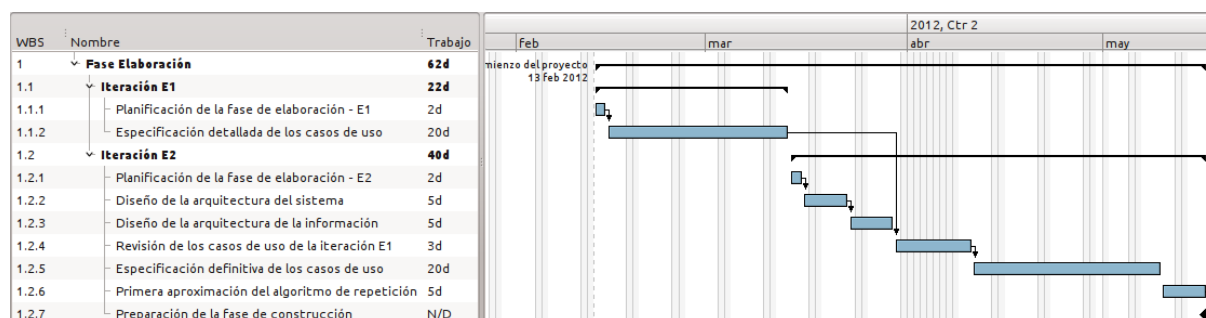 2012, Ctr 2
WBS Nombre Trabajo feb mar abr may
1 Fase Elaboración 62d mienzo del proyecto
13 feb 2012
1.1 Iteración E1 22d
1.1.1 Planificación de la fase de elaboración - E1 2d
1.1.2 Especificación detallada de los casos de uso 20d
1.2 Iteración E2 40d
1.2.1 Planificación de la fase de elaboración - E2 2d
1.2.2 Diseño de la arquitectura del sistema 5d
1.2.3 Diseño de la arquitectura de la información 5d
1.2.4 Revisión de los casos de uso de la iteración E1 3d
1.2.5 Especificación definitiva de los casos de uso 20d
1.2.6 Primera aproximación del algoritmo de repetición 5d
1.2.7 Preparación de la fase de construcción N/D